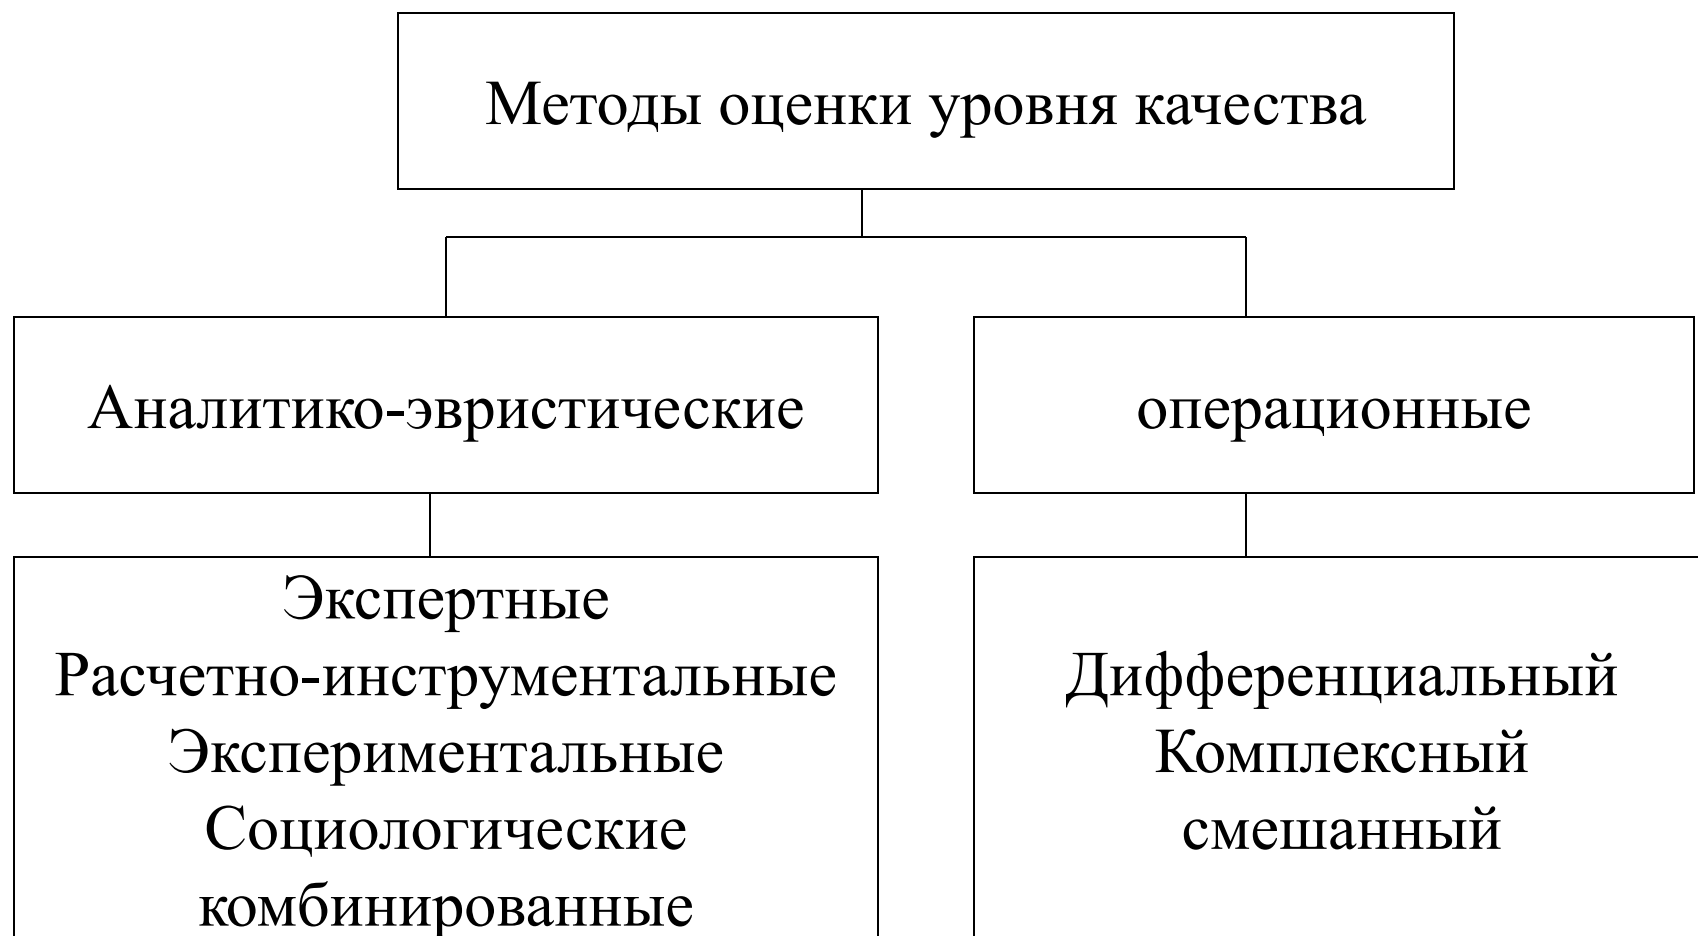 Методы оценки уровня качества
Аналитико-эвристические
операционные
Экспертные
Расчетно-инструментальные
Экспериментальные
Социологические
комбинированные
Дифференциальный
Комплексный
смешанный